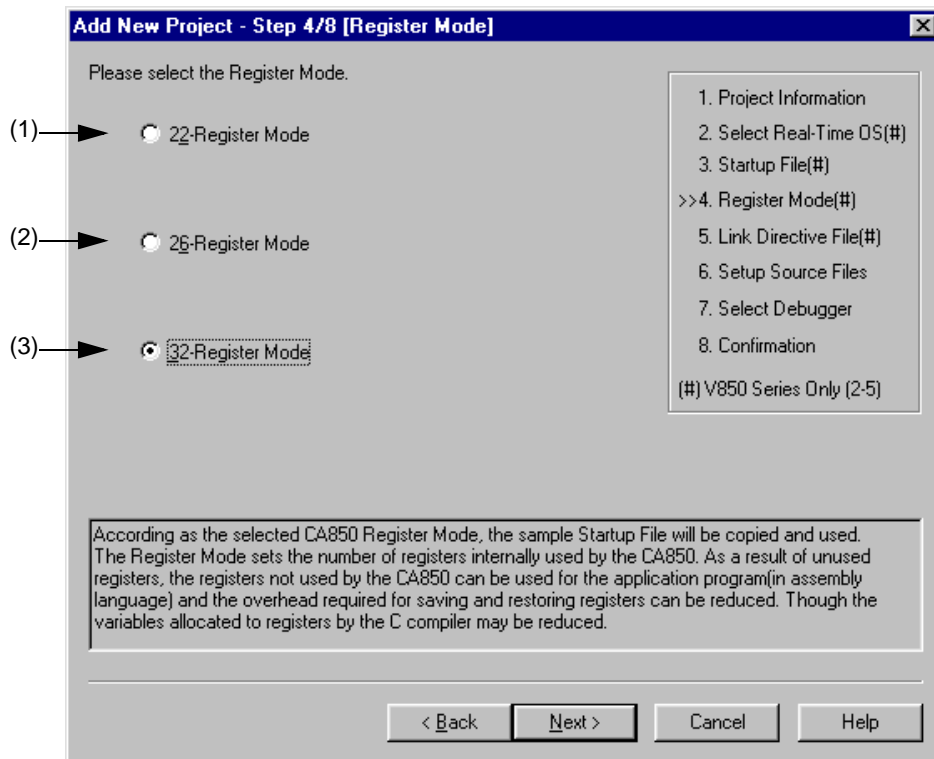 Add New Project - Step 4/8 [Register Mode]
Please select the Register Mode.
(1)
22-Register Mode
(2)
26-Register Mode
(3)
32-Register Mode
1. Project Information
2. Select Real-Time OS(#)
3. Startup File(#)
>>4. Register Mode(#)
5. Link Directive File(#)
6. Setup Source Files
7. Select Debugger
8. Confirmation
(#) V850 Series Only (2-5)
According as the selected CA850 Register Mode, the sample Startup File will be copied and used.
The Register Mode sets the number of registers internally used by the CA850. As a result of unused
registers, the registers not used by the CA850 can be used for the application program(in assembly
language) and the overhead required for saving and restoring registers can be reduced. Though the
variables allocated to registers by the C compiler may be reduced.
< Back
Next >
Cancel
Help